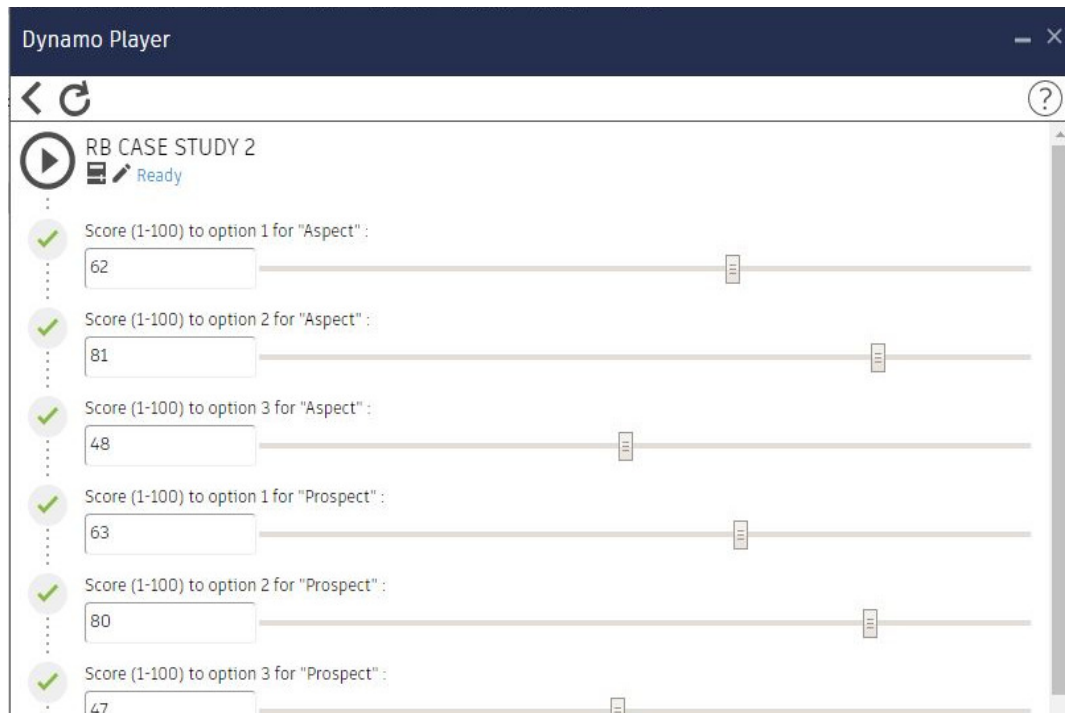 Dynamo Player
?
RB CASE STUDY 2
Ready
Score (1-100) to option 1 for "Aspect" :
62
Score (1-100) to option 2 for "Aspect" :
81
Score (1-100) to option 3 for "Aspect" :
48
Score (1-100) to option 1 for "Prospect" :
63
Score (1-100) to option 2 for "Prospect" :
80
Score (1-100) to option 3 for "Prospect" :
47